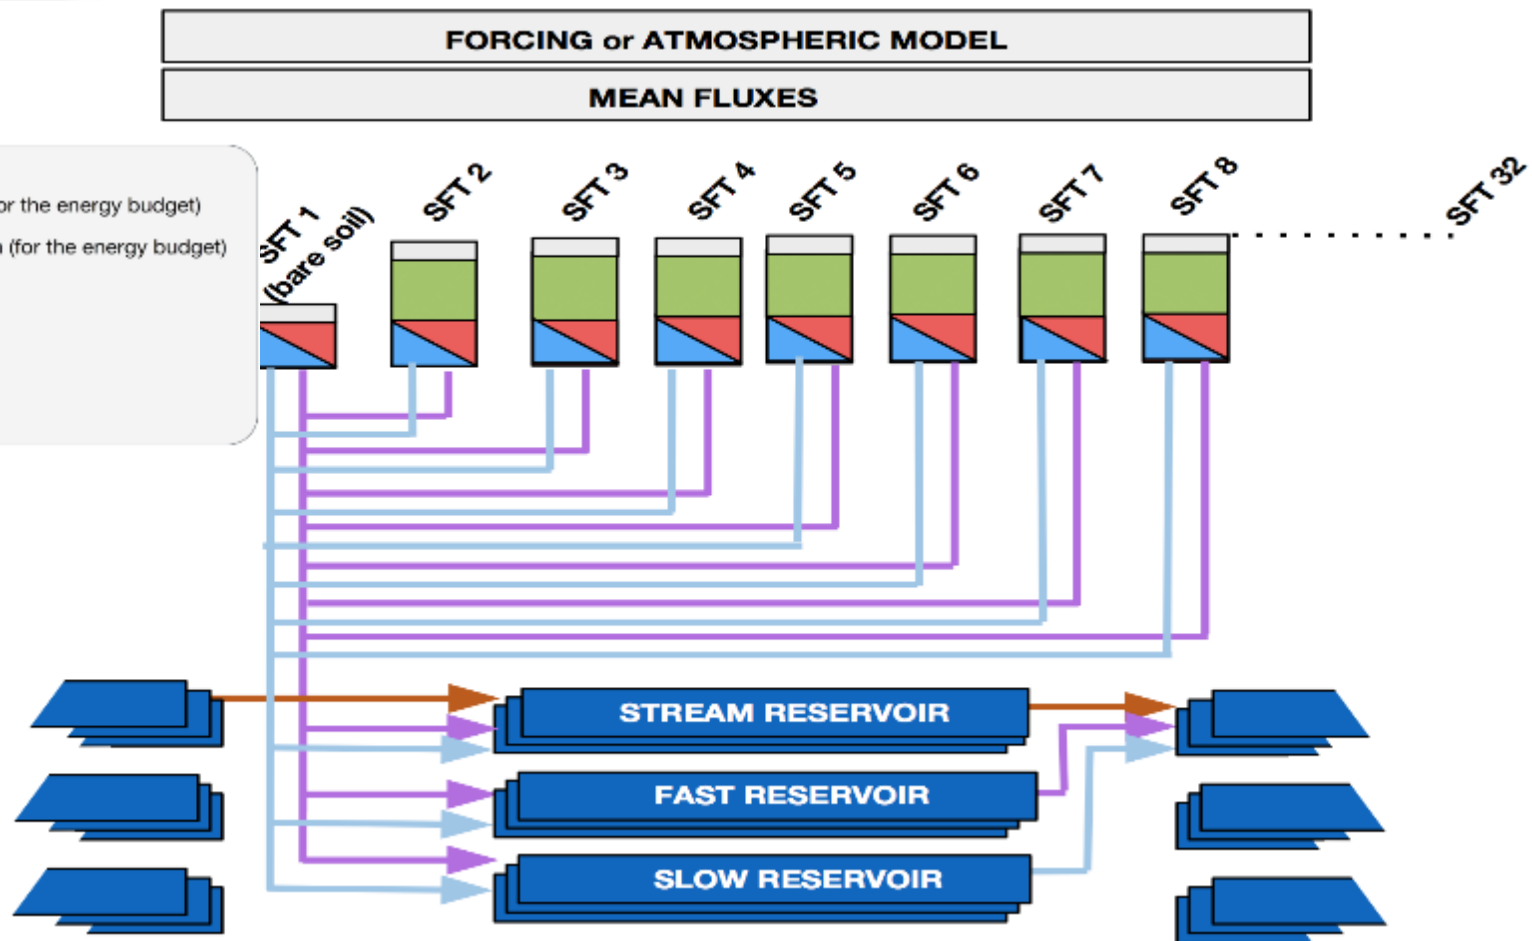 FORCING or ATMOSPHERIC MODEL
MEAN FLUXES
for the energy budget)
(for the energy budget)
SFT 1
(bare soil)
SFT 2
SFT 3
SFT 4
SFT 5
SFT 6
SFT 7
SFT 8
SFT 32
STREAM RESERVOIR
FAST RESERVOIR
SLOW RESERVOIR